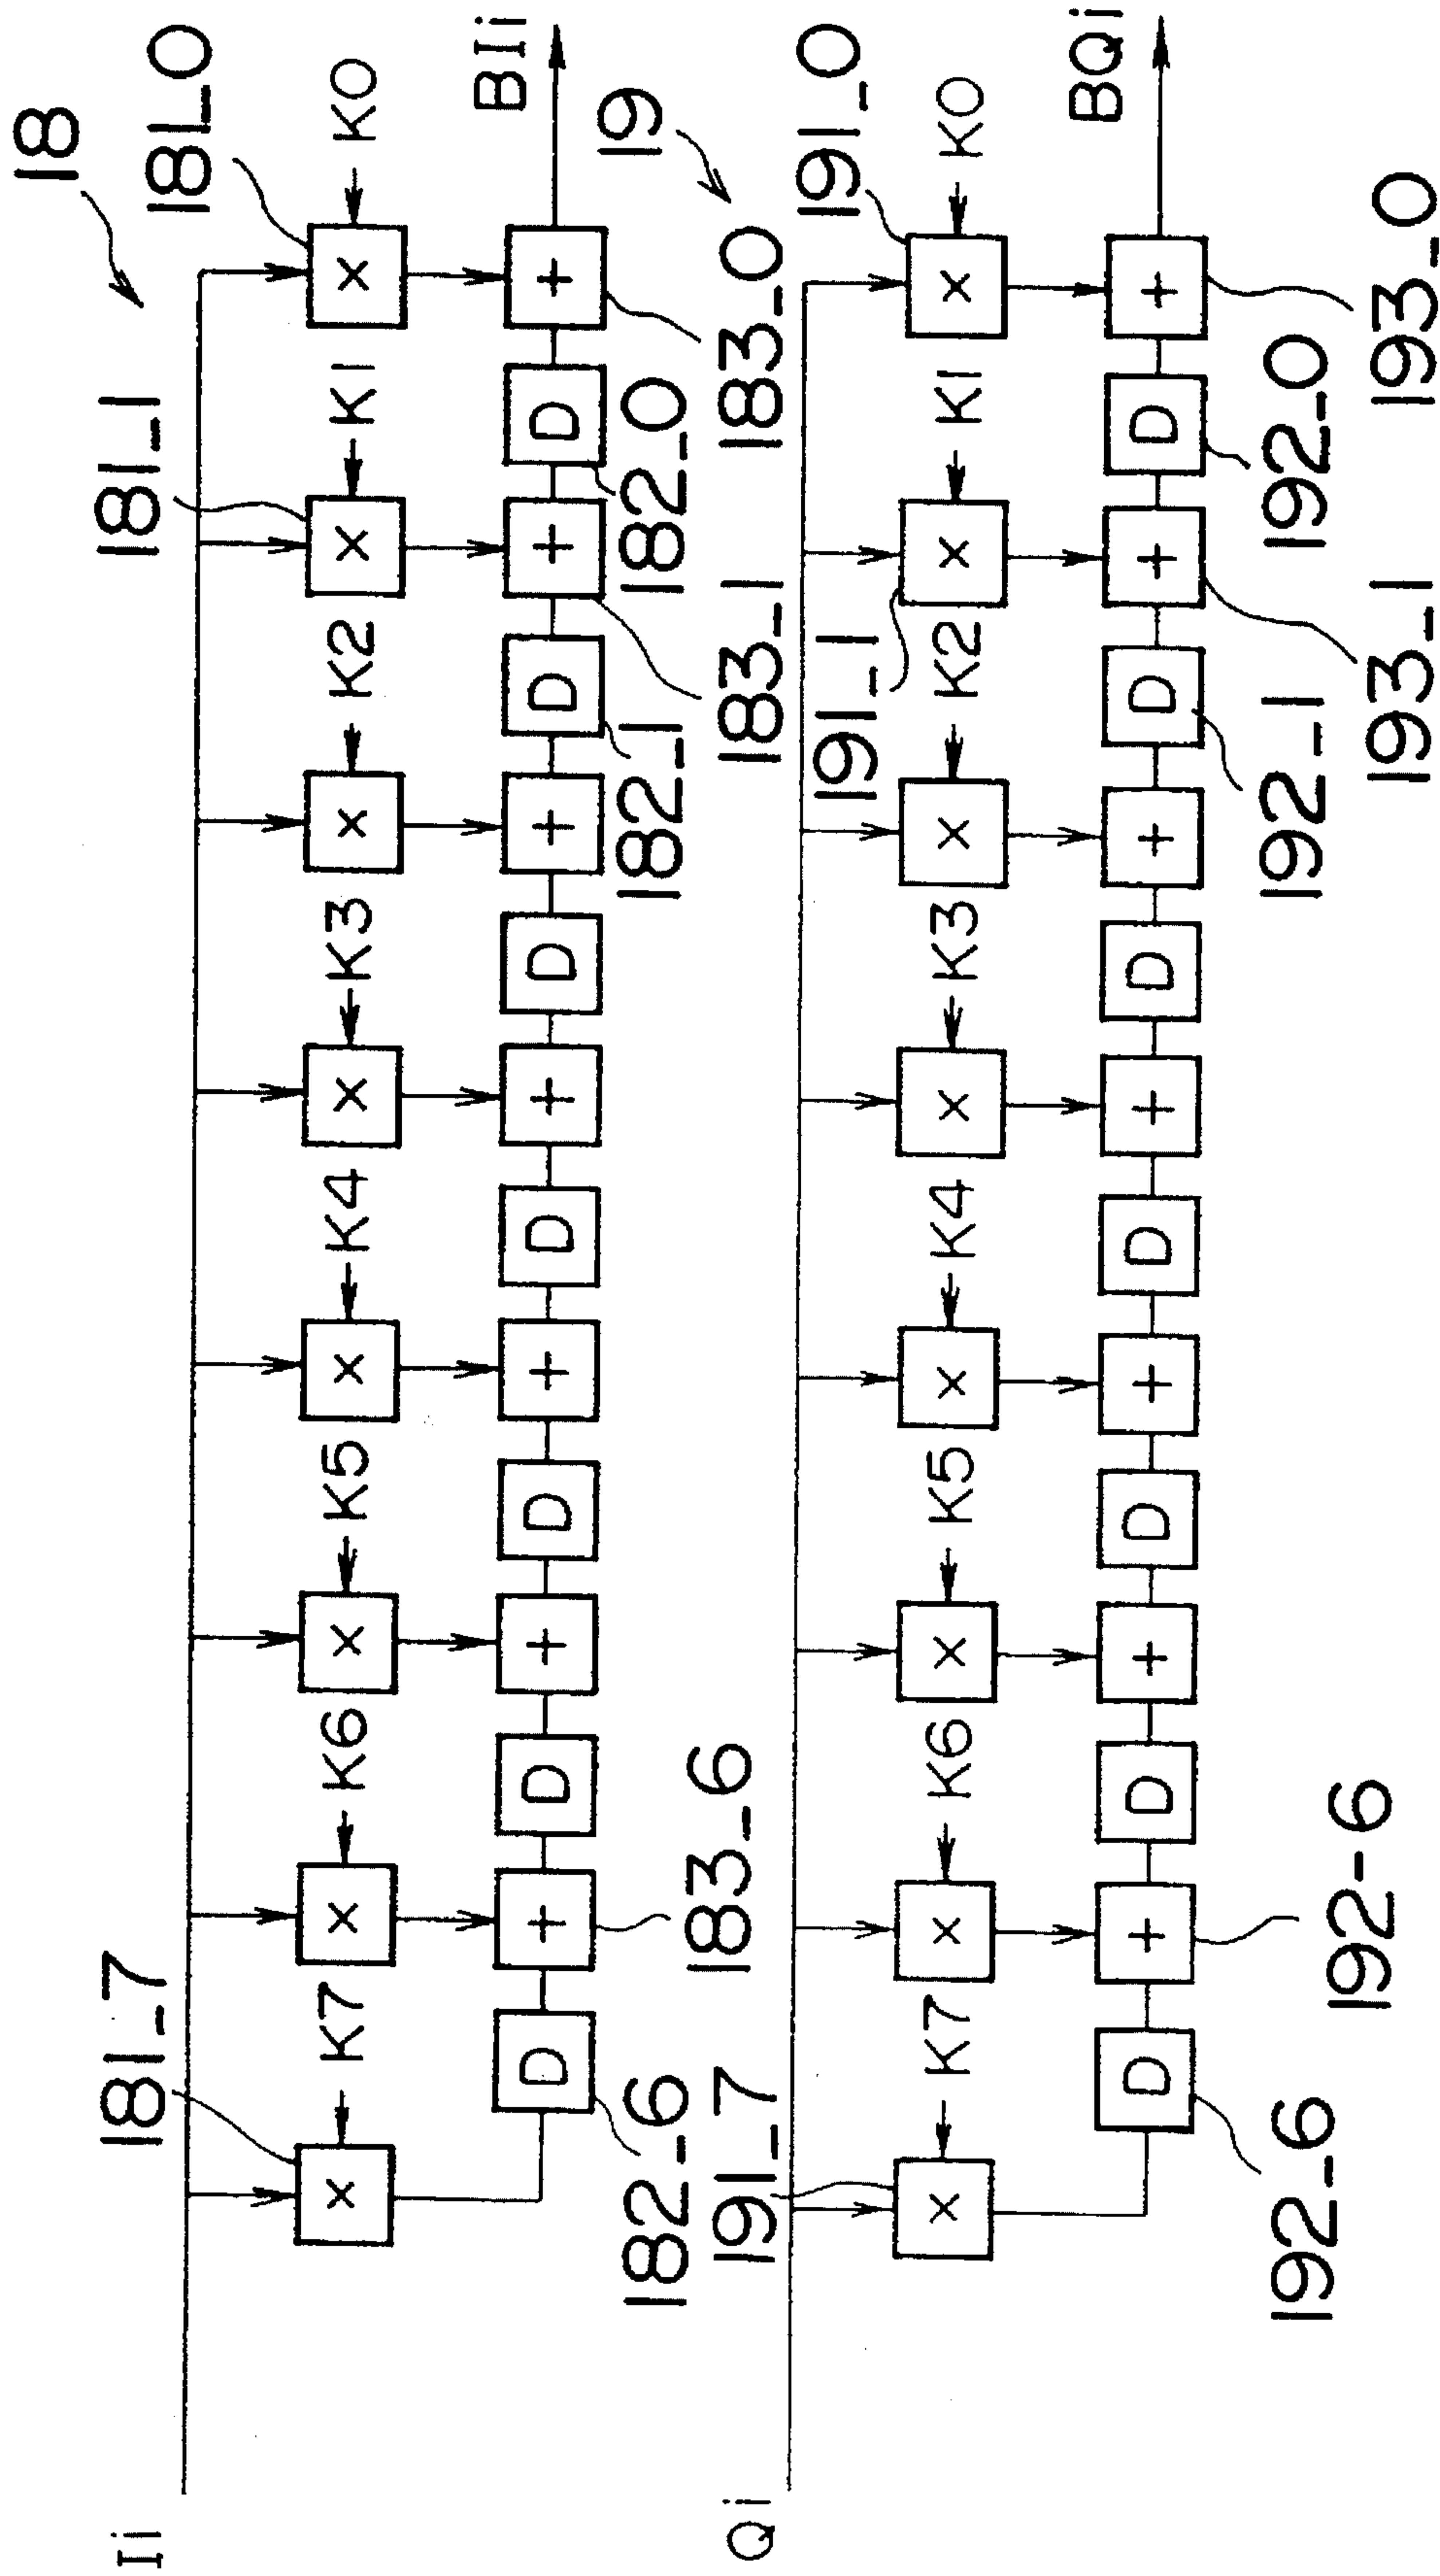 18
181_7
181_1
181_0
Ii
× × × × × × × ×
K7 K6 K5 K4 K3 K2 K1 K0
D + D + D + D + D + D + D +
BIi
182_6
183_6
182_1
183_1
182_0
183_0
19
191_7
191_1
191_0
Qi
× × × × × × × ×
K7 K6 K5 K4 K3 K2 K1 K0
D + D + D + D + D + D + D +
BQi
192_6
192-6
192_1
193_1
192_0
193_0